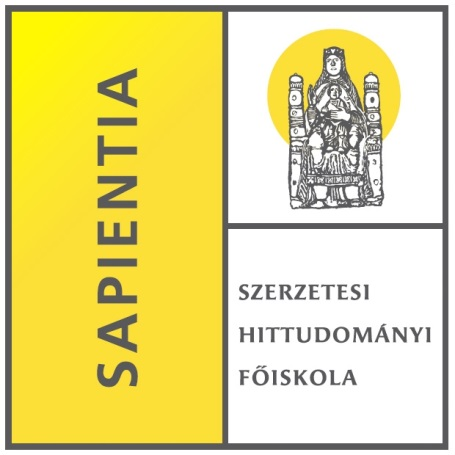 SAPIENTIA
SZERZETESI
HITTUDOMÁNYI
FŐISKOLA